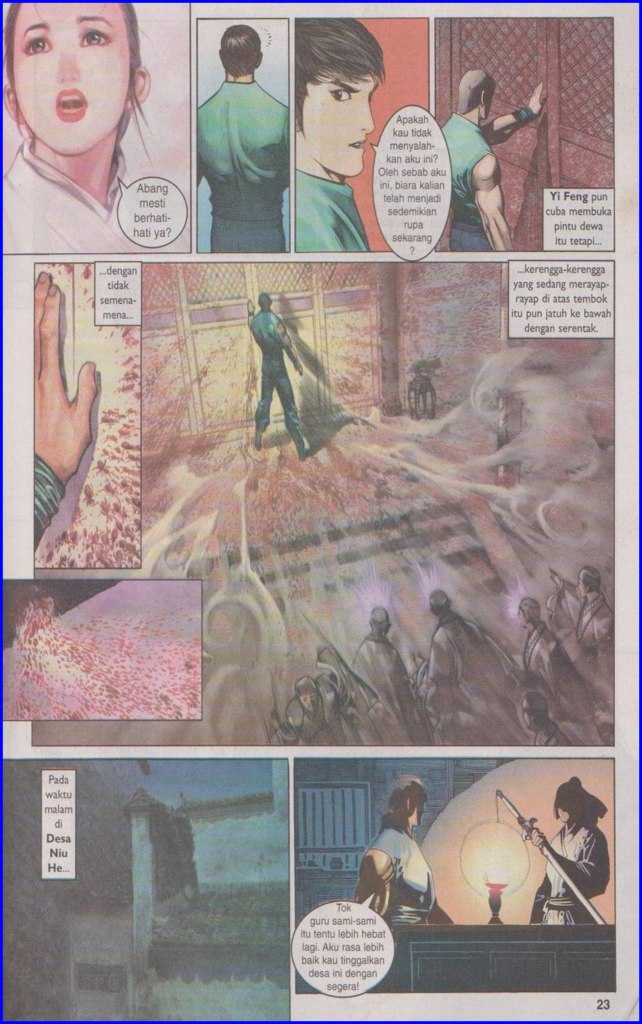 Abang
mesti
berhati-
hati ya?
Apakah
kau tidak
menyalah-
kan aku ini?
Oleh sebab aku
ini, biara kalian
telah menjadi
sedemikian
rupa
sekarang
?
Yi Feng pun
cuba membuka
pintu dewa
itu tetapi...
...dengan
tidak
semena-
mena...
...kerengga-kerengga
yang sedang merayap-
rayap di atas tembok
itu pun jatuh ke bawah
dengan serentak.
Pada
waktu
malam
di
Desa
Niu
He...
Tok
guru sami-sami
itu tentu lebih hebat
lagi. Aku rasa lebih
baik kau tinggalkan
desa ini dengan
segera!
23